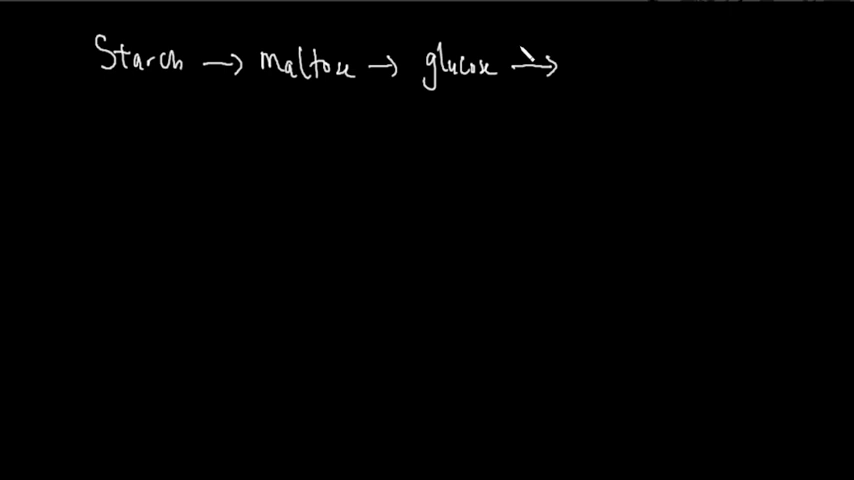 Starch → maltose → glucose →